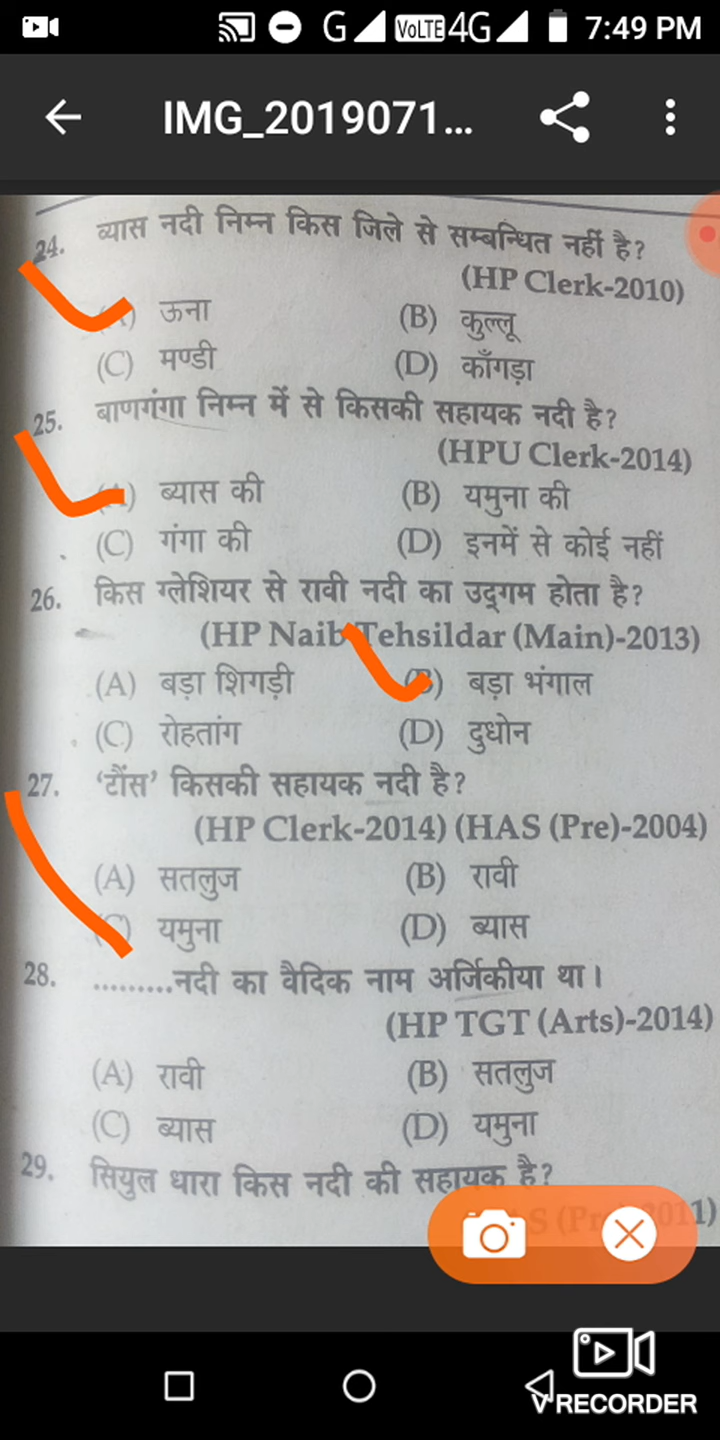 G VoLTE 4G 7:49 PM
IMG_2019071...
24. व्यास नदी निम्न किस जिले से सम्बन्धित नहीं है?
(HP Clerk-2010)
ऊना (B) कुल्लू
(C) मण्डी (D) काँगड़ा
25. बाणगंगा निम्न में से किसकी सहायक नदी है?
(HPU Clerk-2014)
(A) ब्यास की (B) यमुना की
(C) गंगा की (D) इनमें से कोई नहीं
26. किस ग्लेशियर से रावी नदी का उद्गम होता है?
(HP Naib Tehsildar (Main)-2013)
(A) बड़ा शिगड़ी (B) बड़ा भंगाल
(C) रोहतांग (D) दुधोन
27. ‘टौंस’ किसकी सहायक नदी है?
(HP Clerk-2014) (HAS (Pre)-2004)
(A) सतलुज (B) रावी
(C) यमुना (D) ब्यास
28. .........नदी का वैदिक नाम अर्जिकीया था।
(HP TGT (Arts)-2014)
(A) रावी (B) सतलुज
(C) ब्यास (D) यमुना
29. सियुल धारा किस नदी की सहायक है?
V RECORDER